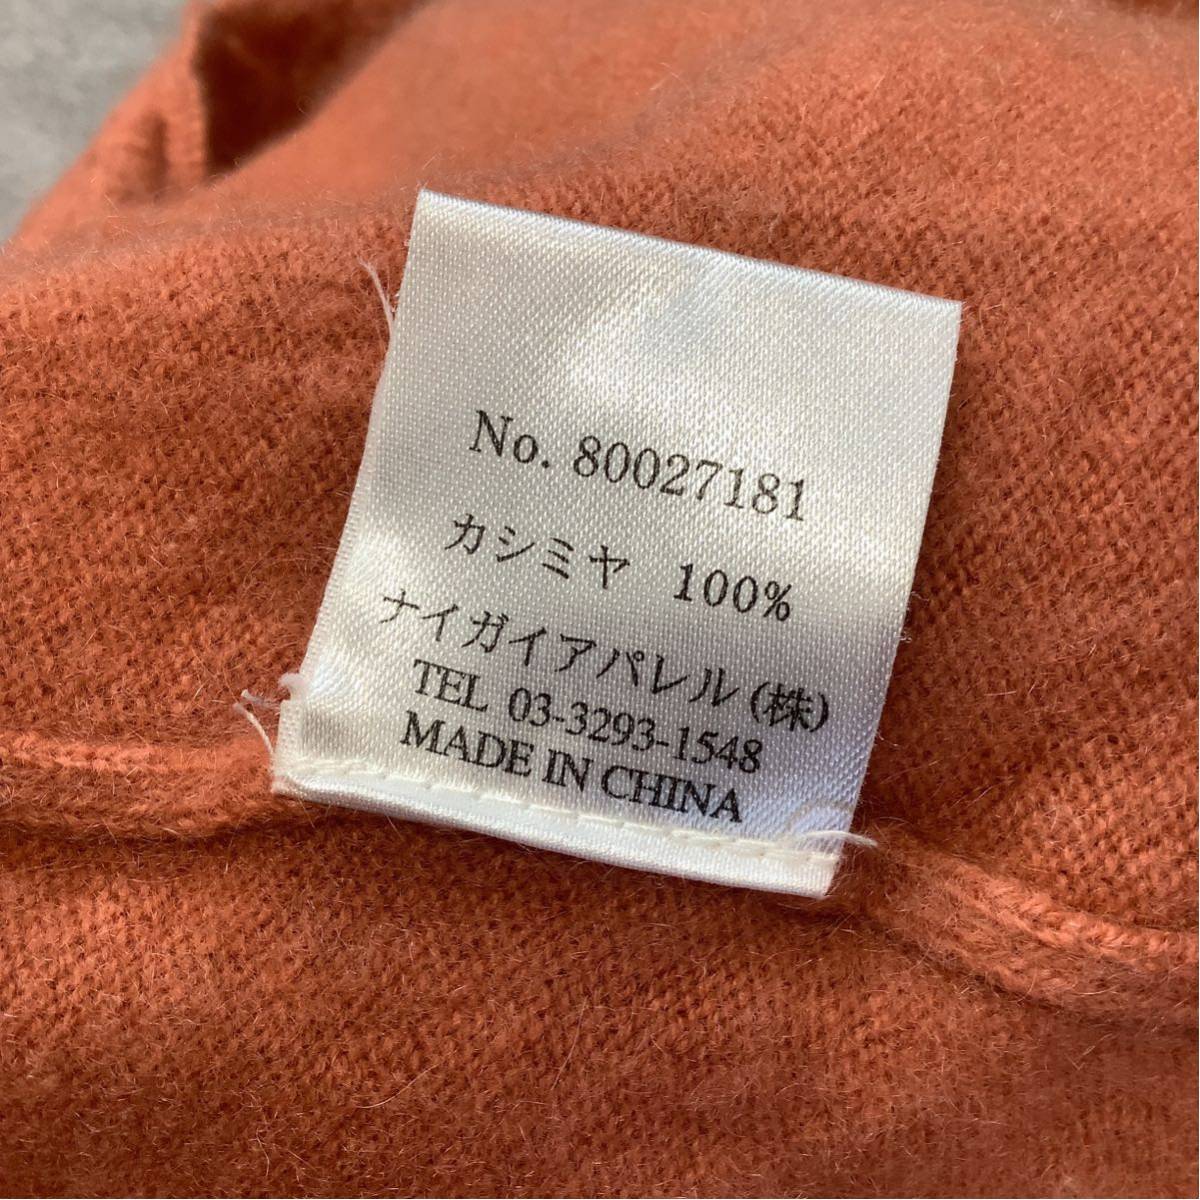 No. 80027181
カシミヤ 100%
ナイガイアパレル(株)
TEL 03-3293-1548
MADE IN CHINA